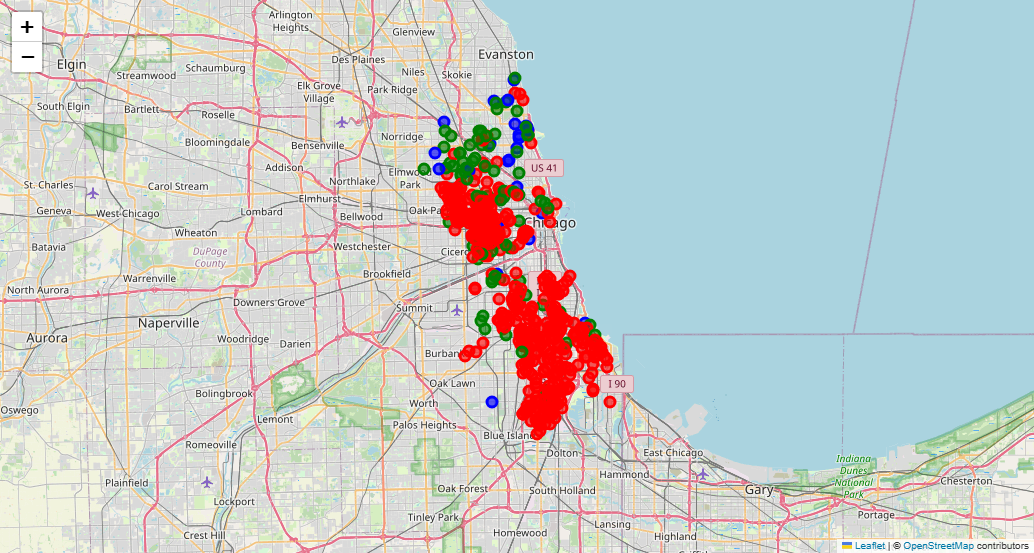 Arlington
Heights
Glenview
+
−
Evanston
Des Plaines
Elgin
Schaumburg
Niles
Skokie
Streamwood
Elk Grove
Village
Park Ridge
South Elgin
Bartlett
Roselle
Norridge
Bloomingdale
Bensenville
Addison
US 41
Elmwood
Park
St. Charles
Carol Stream
Northlake
Elmhurst
Geneva
West Chicago
Lombard
Bellwood
Oak Park
Chicago
Wheaton
Batavia
DuPage
County
Westchester
Cicero
Warrenville
Brookfield
North Aurora
Downers Grove
Summit
Naperville
Aurora
Woodridge
Darien
Burbank
Oak Lawn
I 90
Bolingbrook
Oswego
Worth
Lemont
Palos Heights
Blue Island
Romeoville
Dolton
East Chicago
Indiana
Dunes
National
Park
Hammond
Plainfield
Chesterton
Oak Forest
South Holland
Gary
Lockport
Tinley Park
Lansing
Portage
Crest Hill
Homewood
Highland
Leaflet | © OpenStreetMap contributors